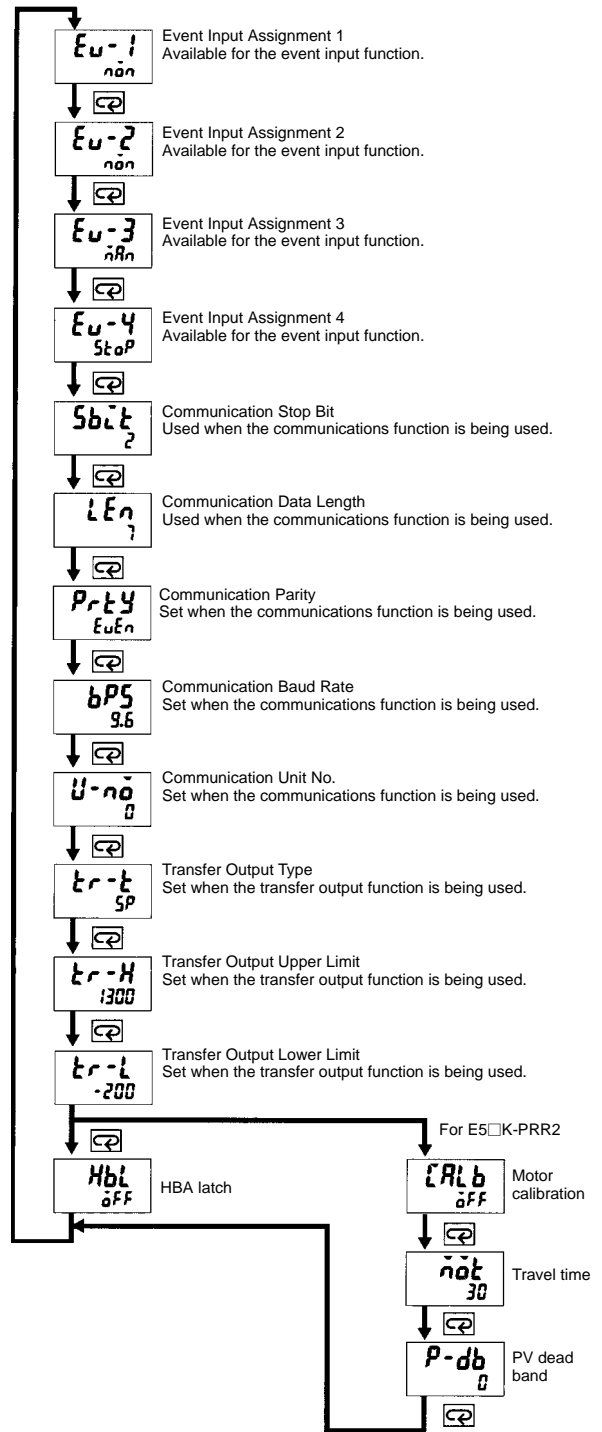 Eu-1
non
Event Input Assignment 1
Available for the event input function.
Eu-2
non
Event Input Assignment 2
Available for the event input function.
Eu-3
mAn
Event Input Assignment 3
Available for the event input function.
Eu-4
StoP
Event Input Assignment 4
Available for the event input function.
Sbit
2
Communication Stop Bit
Used when the communications function is being used.
LEn
7
Communication Data Length
Used when the communications function is being used.
PrtY
EuEn
Communication Parity
Set when the communications function is being used.
bPS
9.6
Communication Baud Rate
Set when the communications function is being used.
U-no
0
Communication Unit No.
Set when the communications function is being used.
tr-t
SP
Transfer Output Type
Set when the transfer output function is being used.
tr-H
1300
Transfer Output Upper Limit
Set when the transfer output function is being used.
tr-L
-200
Transfer Output Lower Limit
Set when the transfer output function is being used.
For E5□K-PRR2
HbL
oFF
HBA latch
CALb
oFF
Motor
calibration
mot
30
Travel time
P-db
0
PV dead
band